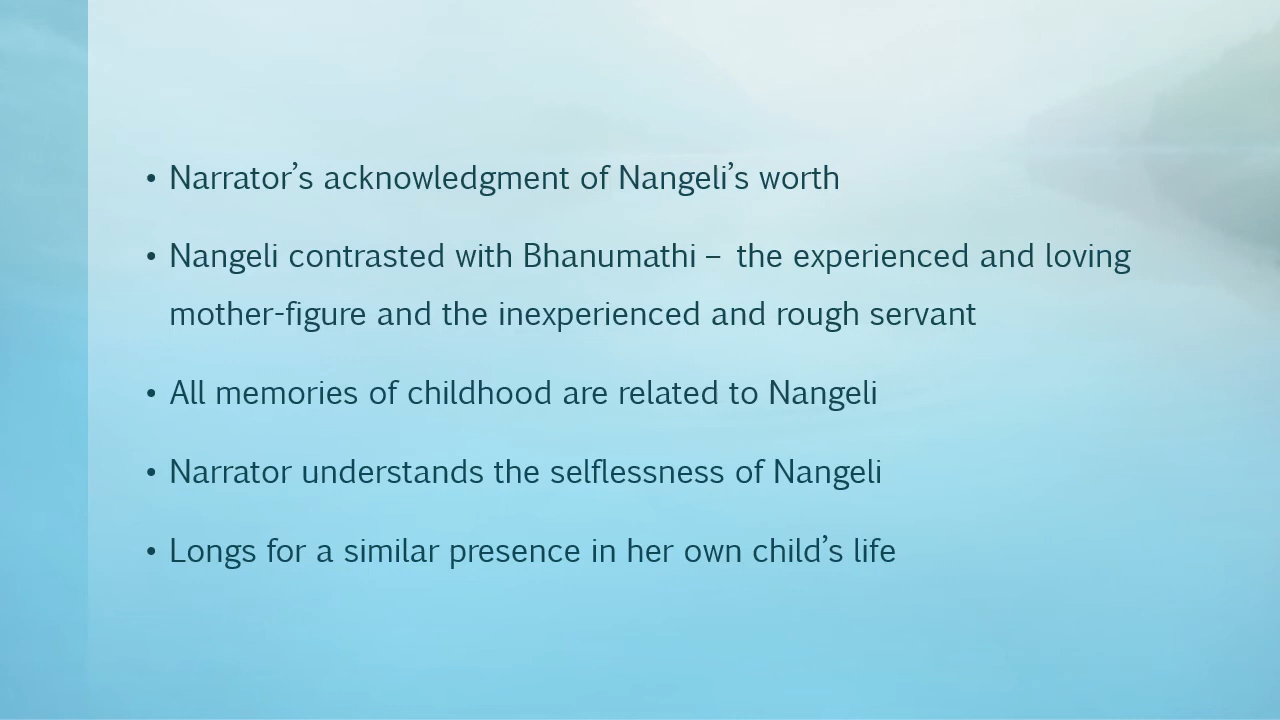 • Narrator’s acknowledgment of Nangeli’s worth
• Nangeli contrasted with Bhanumathi – the experienced and loving
mother-figure and the inexperienced and rough servant
• All memories of childhood are related to Nangeli
• Narrator understands the selflessness of Nangeli
• Longs for a similar presence in her own child’s life